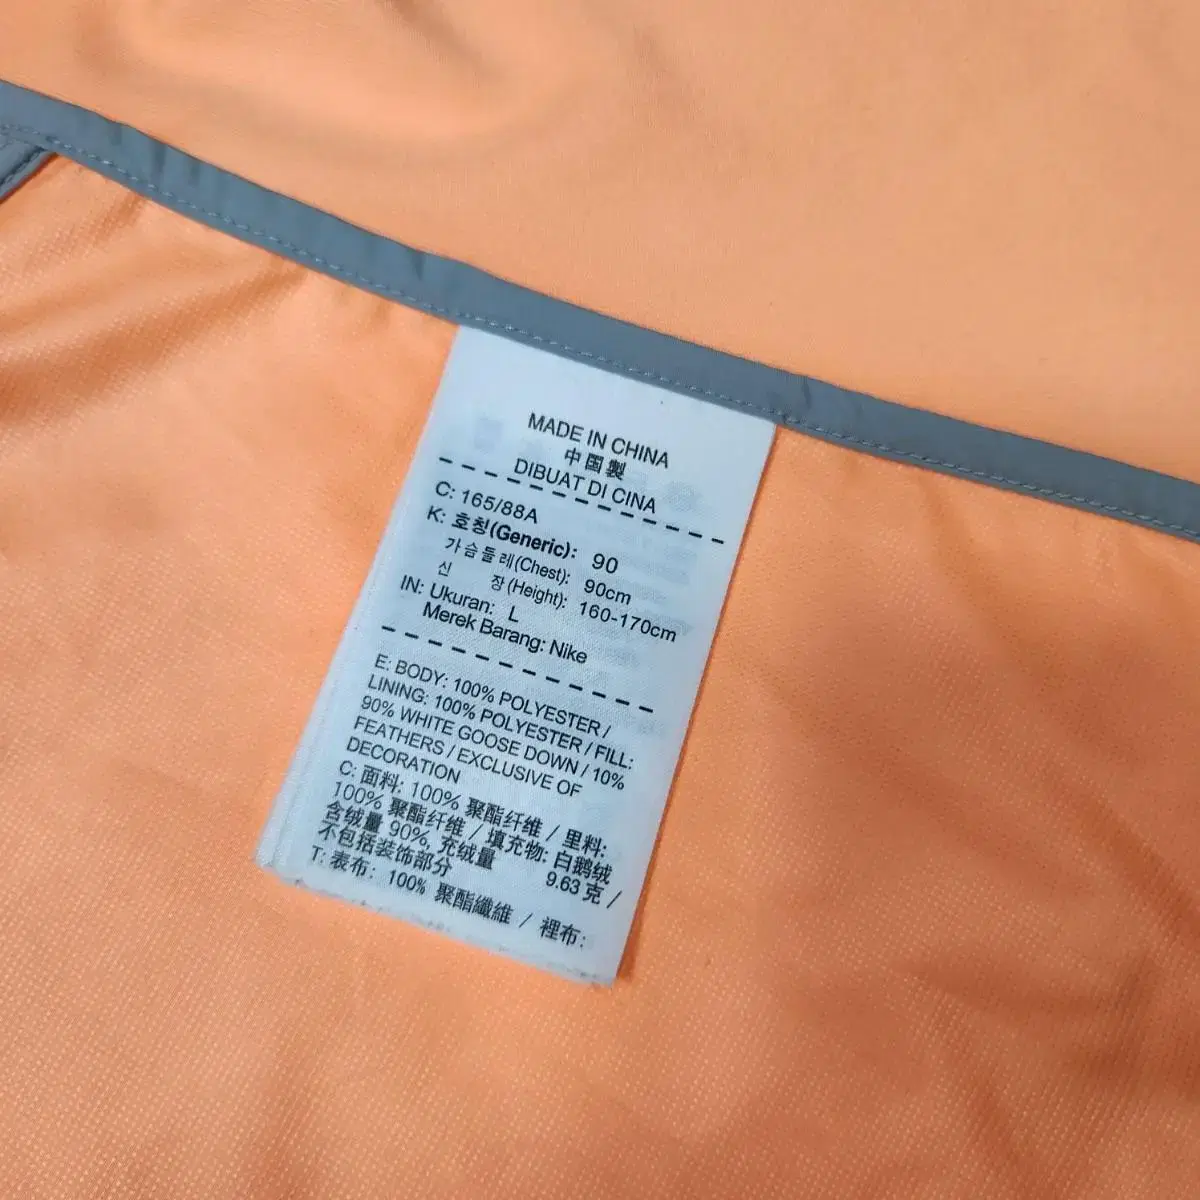 MADE IN CHINA
中国製
DIBUAT DI CINA
C: 165/88A
K: 호칭(Generic): 90
가슴둘레(Chest): 90cm
신 장(Height): 160-170cm
IN: Ukuran: L
Merek Barang: Nike
E: BODY: 100% POLYESTER /
LINING: 100% POLYESTER / FILL:
90% WHITE GOOSE DOWN / 10%
FEATHERS / EXCLUSIVE OF
DECORATION
C: 面料: 100% 聚酯纤维 / 里料:
100% 聚酯纤维 / 填充物: 白鹅绒
含绒量 90%, 充绒量 9.63 克 /
不包括装饰部分
T: 表布: 100% 聚酯纖維 / 裡布: